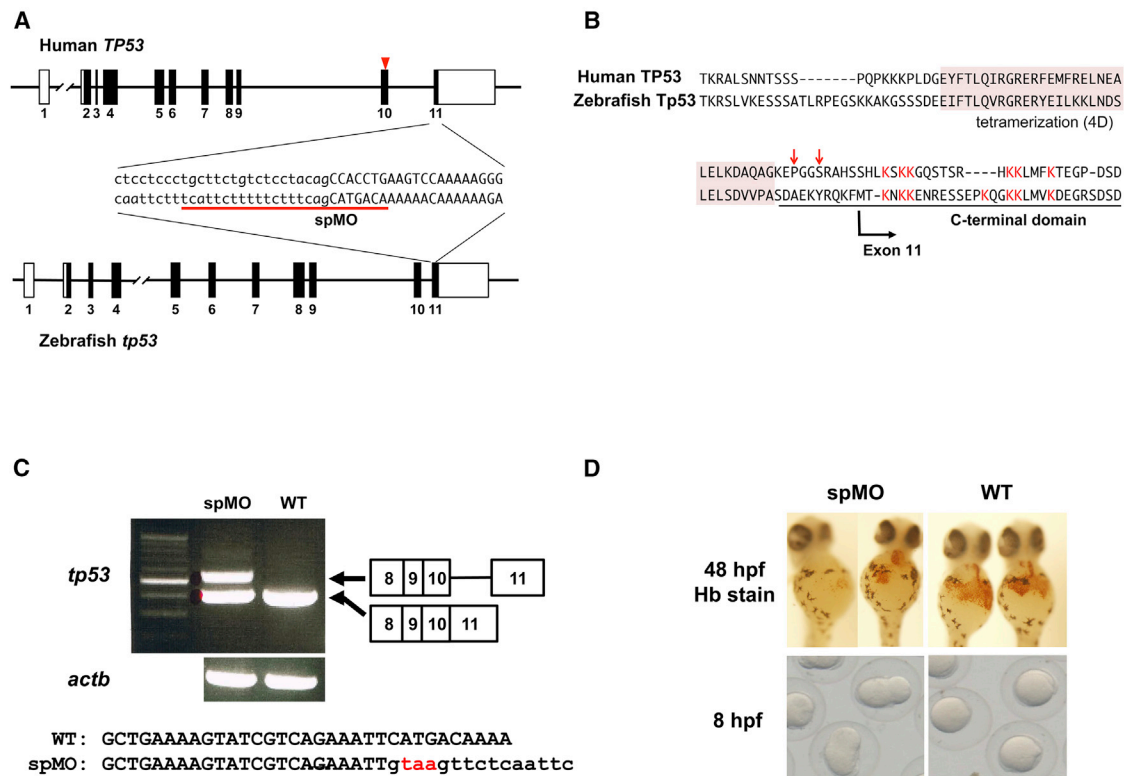 A
Human TP53
1 2 3 4 5 6 7 8 9 10 11
ctcctccctgcttctgtctcctacagCCACCTGAAGTCCAAAAAGGG
caattctttcattctttttctttcagCATGACAAAAAACAAAAAAGA
spMO
1 2 3 4 5 6 7 8 9 10 11
Zebrafish tp53
B
Human TP53 TKRALSNNTSSS-------PQPKKKPLDGEYFTLQIRGRERFEMFRELNEA
Zebrafish Tp53 TKRSLVKESSSATLRPEGSKKAKGSSSDEEIFTLQVRGRERYEILKKLNDS
tetramerization (4D)
LELKDAQAGKEPGGSRAHSSHLKSKKGQSTSR----HKKLMFKTEGP-DSD
LELSDVVPASDAEKYRQKFMT-KNKKENRESSEPKQGKKLMVKDEGRSDSD
C-terminal domain
Exon 11
C
spMO WT
tp53
8 9 10 11
8 9 10 11
actb
WT: GCTGAAAAGTATCGTCAGAAATTCATGACAAAA
spMO: GCTGAAAAGTATCGTCAGAAATTgtaagttctcaattc
D
spMO WT
48 hpf
Hb stain
8 hpf